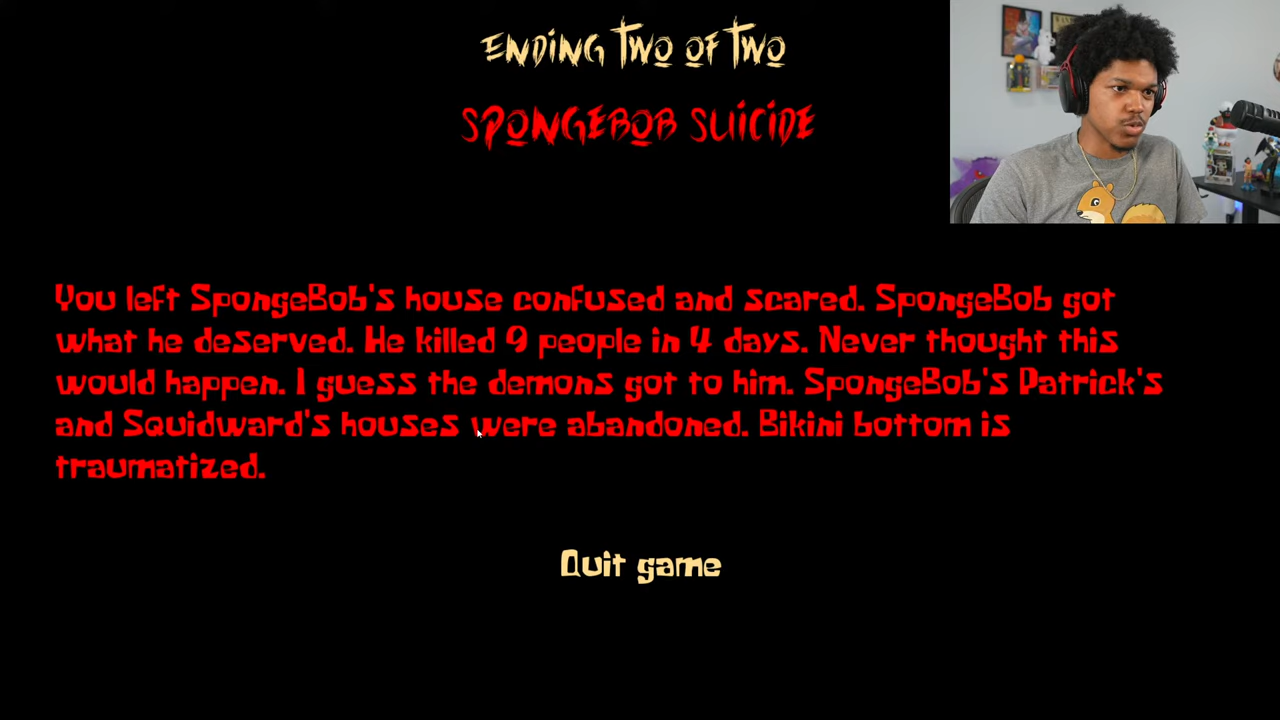 ENDING TWO OF TWO
SPONGEBOB SUICIDE
You left SpongeBob's house confused and scared. SpongeBob got
what he deserved. He killed 9 people in 4 days. Never thought this
would happen. I guess the demons got to him. SpongeBob's Patrick's
and Squidward's houses were abandoned. Bikini bottom is
traumatized.
Quit game